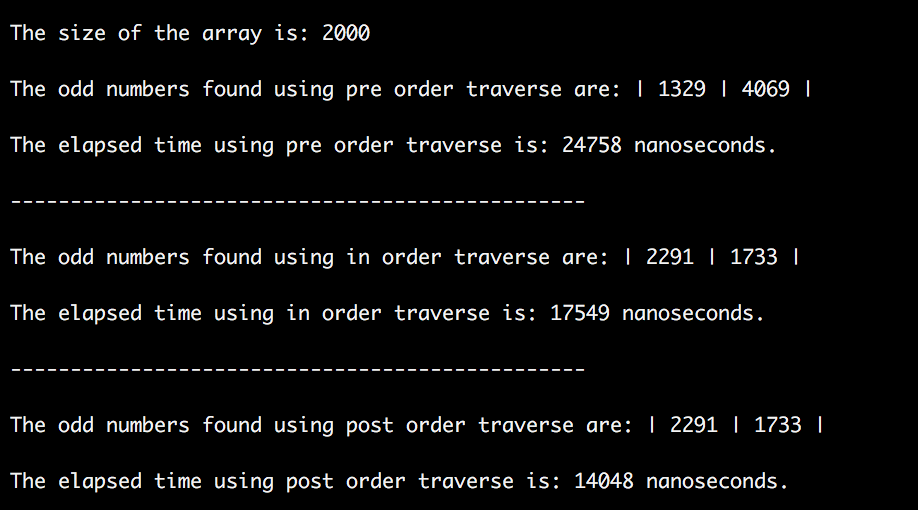 The size of the array is: 2000
The odd numbers found using pre order traverse are: | 1329 | 4069 |
The elapsed time using pre order traverse is: 24758 nanoseconds.
------------------------------------------------
The odd numbers found using in order traverse are: | 2291 | 1733 |
The elapsed time using in order traverse is: 17549 nanoseconds.
------------------------------------------------
The odd numbers found using post order traverse are: | 2291 | 1733 |
The elapsed time using post order traverse is: 14048 nanoseconds.